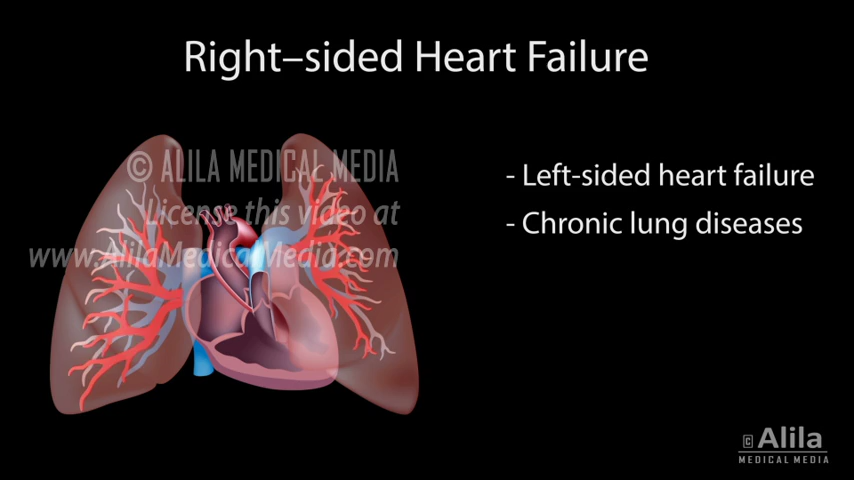 Right–sided Heart Failure
© ALILA MEDICAL MEDIA
License this video at
www.AlilaMedicalMedia.com
- Left-sided heart failure
- Chronic lung diseases
© Alila
MEDICAL MEDIA